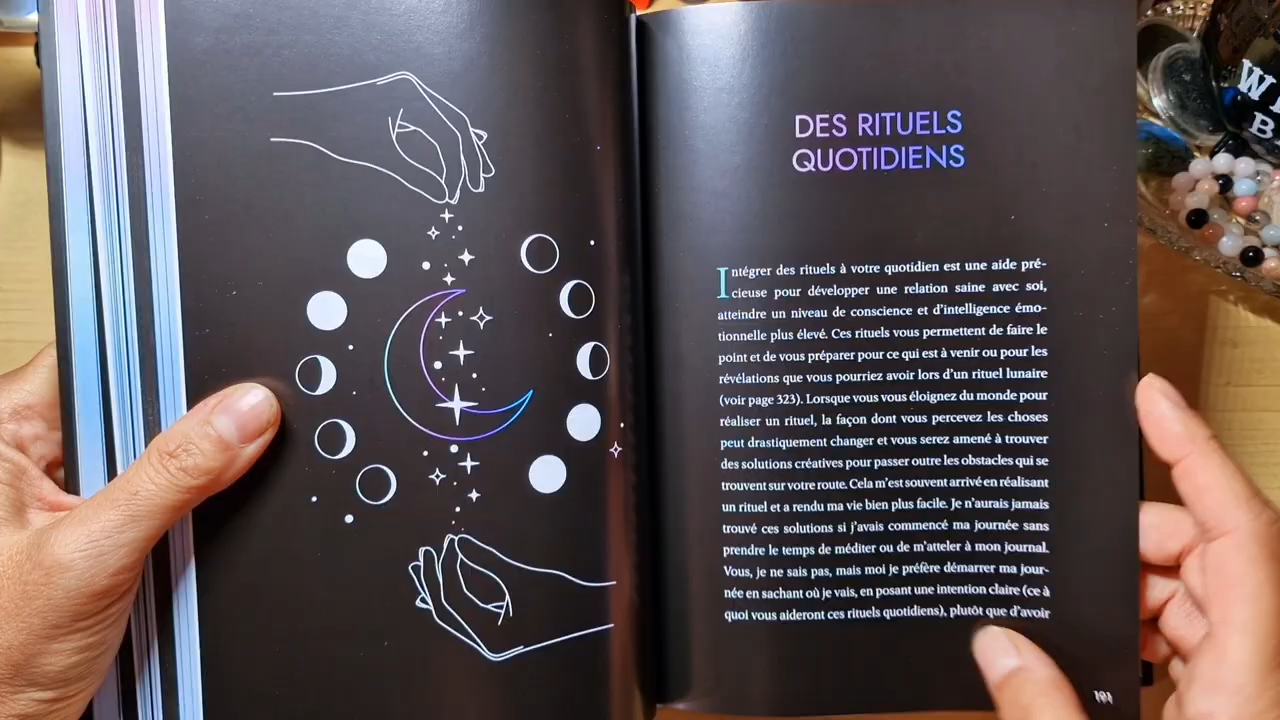 DES RITUELS
QUOTIDIENS
Intégrer des rituels à votre quotidien est une aide pré-
cieuse pour développer une relation saine avec soi,
atteindre un niveau de conscience et d'intelligence émo-
tionnelle plus élevé. Ces rituels vous permettent de faire le
point et de vous préparer pour ce qui est à venir ou pour les
révélations que vous pourriez avoir lors d'un rituel lunaire
(voir page 323). Lorsque vous vous éloignez du monde pour
réaliser un rituel, la façon dont vous percevez les choses
peut drastiquement changer et vous serez amené à trouver
des solutions créatives pour passer outre les obstacles qui se
trouvent sur votre route. Cela m'est souvent arrivé en réalisant
un rituel et a rendu ma vie bien plus facile. Je n'aurais jamais
trouvé ces solutions si j'avais commencé ma journée sans
prendre le temps de méditer ou de m'atteler à mon journal.
Vous, je ne sais pas, mais moi je préfère démarrer ma jour-
née en sachant où je vais, en posant une intention claire (ce à
quoi vous aideront ces rituels quotidiens), plutôt que d'avoir